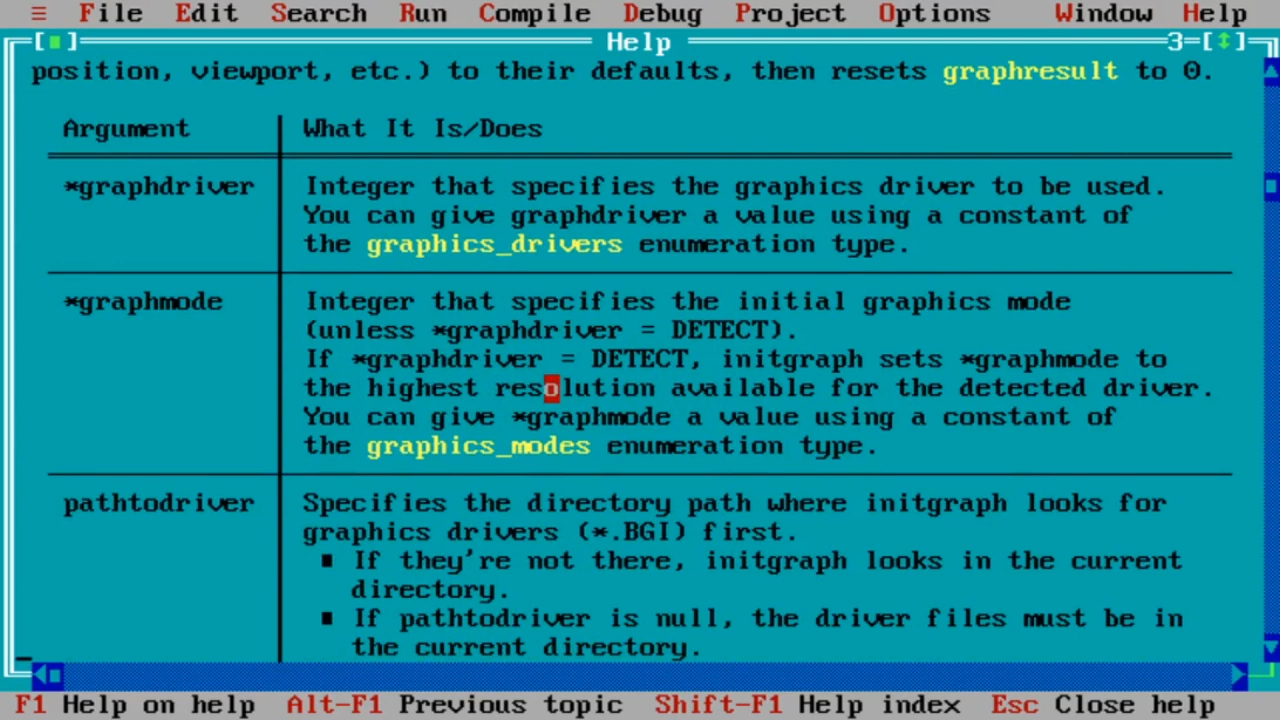 ≡ File Edit Search Run Compile Debug Project Options Window Help
[■] Help 3=[↕]
position, viewport, etc.) to their defaults, then resets graphresult to 0.
Argument What It Is/Does
*graphdriver Integer that specifies the graphics driver to be used.
You can give graphdriver a value using a constant of
the graphics_drivers enumeration type.
*graphmode Integer that specifies the initial graphics mode
(unless *graphdriver = DETECT).
If *graphdriver = DETECT, initgraph sets *graphmode to
the highest resolution available for the detected driver.
You can give *graphmode a value using a constant of
the graphics_modes enumeration type.
pathtodriver Specifies the directory path where initgraph looks for
graphics drivers (*.BGI) first.
■ If they're not there, initgraph looks in the current
directory.
■ If pathtodriver is null, the driver files must be in
the current directory.
F1 Help on help Alt-F1 Previous topic Shift-F1 Help index Esc Close help